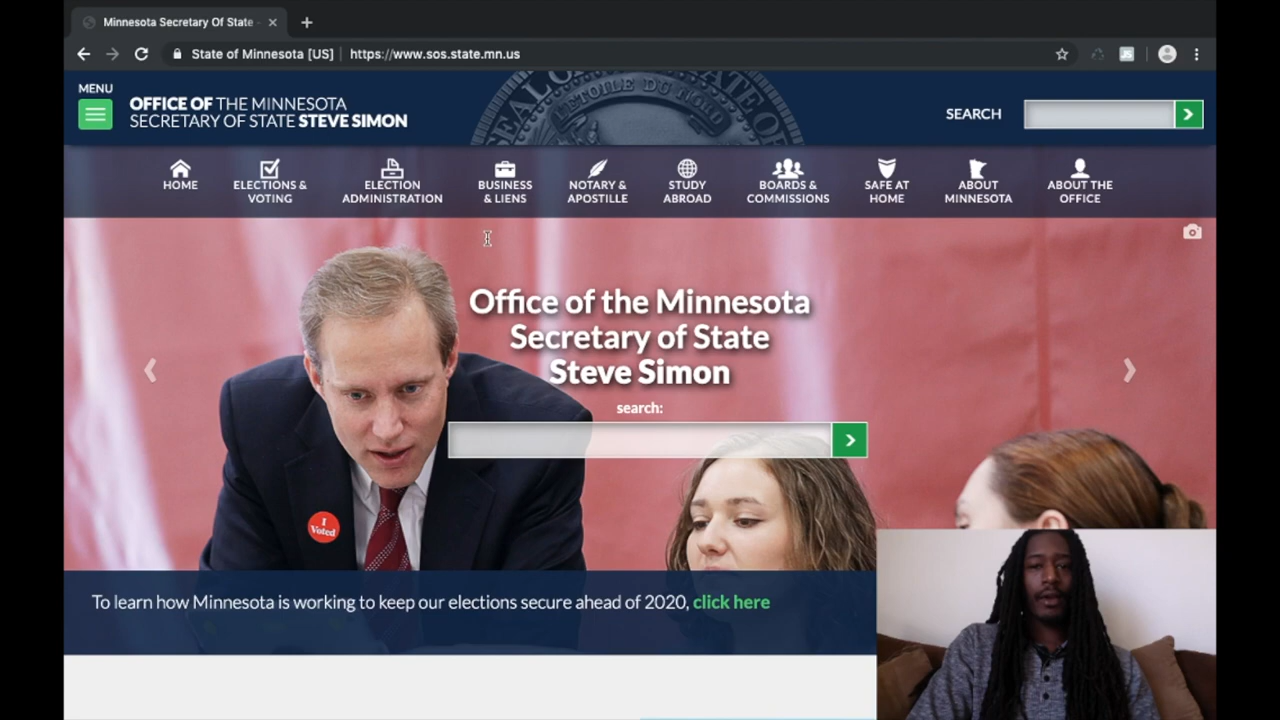 Minnesota Secretary Of State
State of Minnesota [US] | https://www.sos.state.mn.us
MENU
OFFICE OF THE MINNESOTA
SECRETARY OF STATE STEVE SIMON
ETOILE DU NORD
SEARCH
HOME
ELECTIONS &
VOTING
ELECTION
ADMINISTRATION
BUSINESS
& LIENS
NOTARY &
APOSTILLE
STUDY
ABROAD
BOARDS &
COMMISSIONS
SAFE AT
HOME
ABOUT
MINNESOTA
ABOUT THE
OFFICE
Office of the Minnesota
Secretary of State
Steve Simon
search:
I
Voted
To learn how Minnesota is working to keep our elections secure ahead of 2020, click here